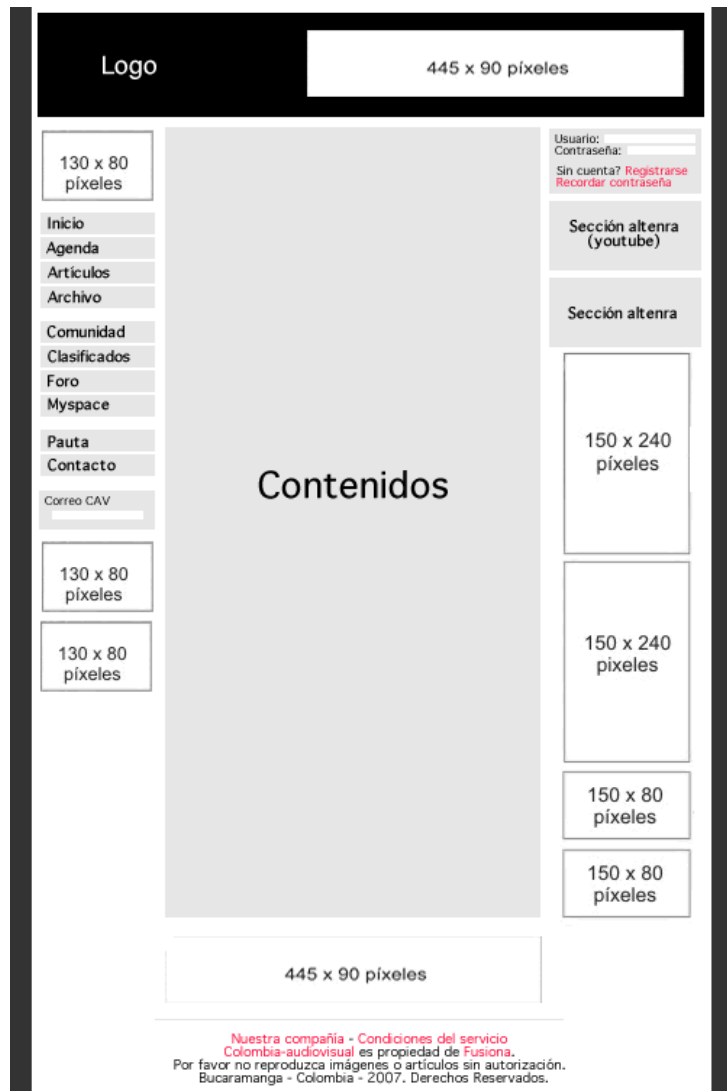 Logo
445 x 90 píxeles
130 x 80
píxeles
Inicio
Agenda
Artículos
Archivo
Comunidad
Clasificados
Foro
Myspace
Pauta
Contacto
Correo CAV
130 x 80
píxeles
130 x 80
píxeles
Contenidos
Usuario:
Contraseña:
Sin cuenta? Registrarse
Recordar contraseña
Sección altenra
(youtube)
Sección altenra
150 x 240
píxeles
150 x 240
pixeles
150 x 80
píxeles
150 x 80
píxeles
445 x 90 píxeles
Nuestra compañía - Condiciones del servicio
Colombia-audiovisual es propiedad de Fusiona.
Por favor no reproduzca imágenes o artículos sin autorización.
Bucaramanga - Colombia - 2007. Derechos Reservados.